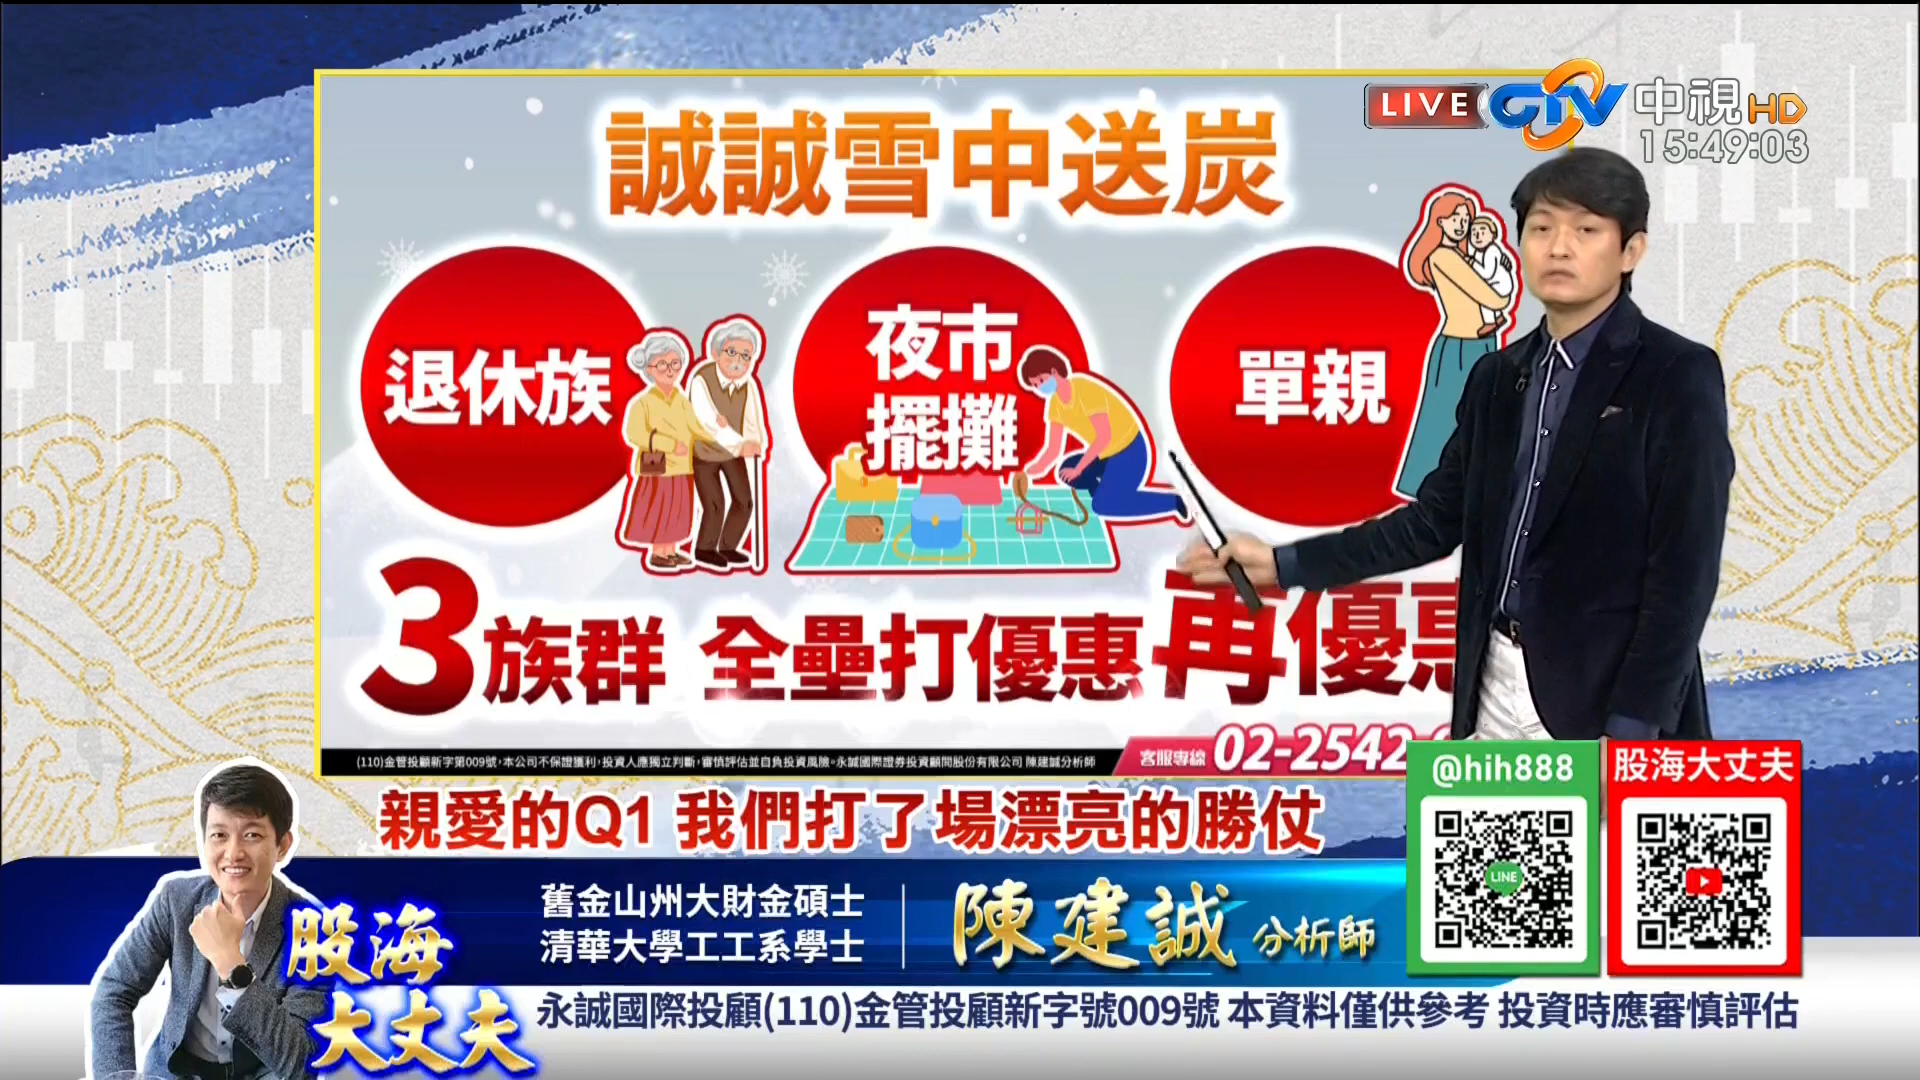 LIVE CTV 中視HD
15:49:03
誠誠雪中送炭
退休族
夜市
擺攤
單親
3族群 全壘打優惠 再優惠
客服專線 02-2542-
(110)金管投顧新字第009號,本公司不保證獲利,投資人應獨立判斷,審慎評估並自負投資風險。永誠國際證券投資顧問股份有限公司 陳建誠分析師
親愛的Q1 我們打了場漂亮的勝仗
@hih888
LINE
股海大丈夫
股海
大丈夫
舊金山州大財金碩士
清華大學工工系學士
陳建誠 分析師
永誠國際投顧(110)金管投顧新字號009號 本資料僅供參考 投資時應審慎評估